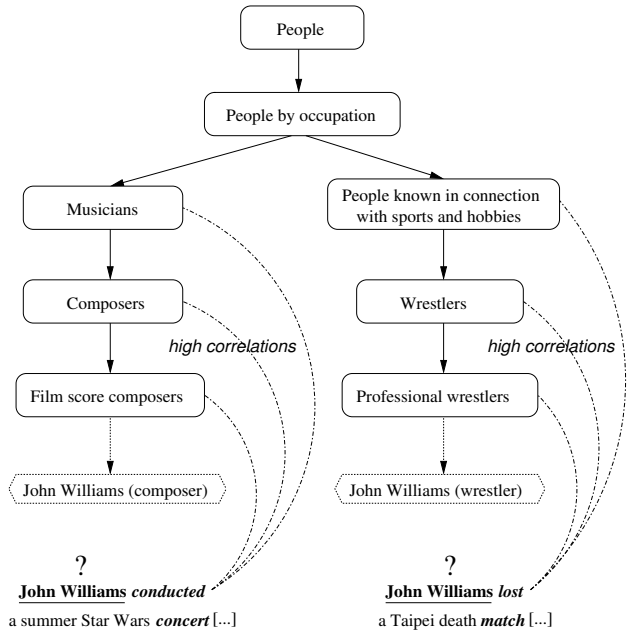 People
People by occupation
Musicians
People known in connection
with sports and hobbies
Composers
Wrestlers
high correlations
high correlations
Film score composers
Professional wrestlers
John Williams (composer)
John Williams (wrestler)
?
John Williams conducted
a summer Star Wars concert [...]
?
John Williams lost
a Taipei death match [...]